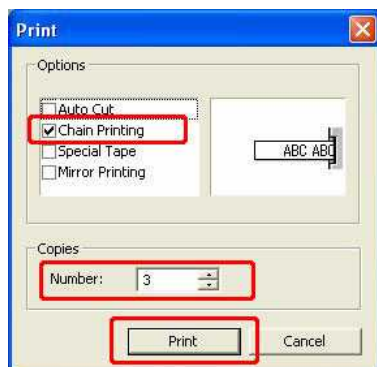 Print
Options
Auto Cut
Chain Printing
Special Tape
Mirror Printing
ABC ABC
Copies
Number: 3
Print Cancel